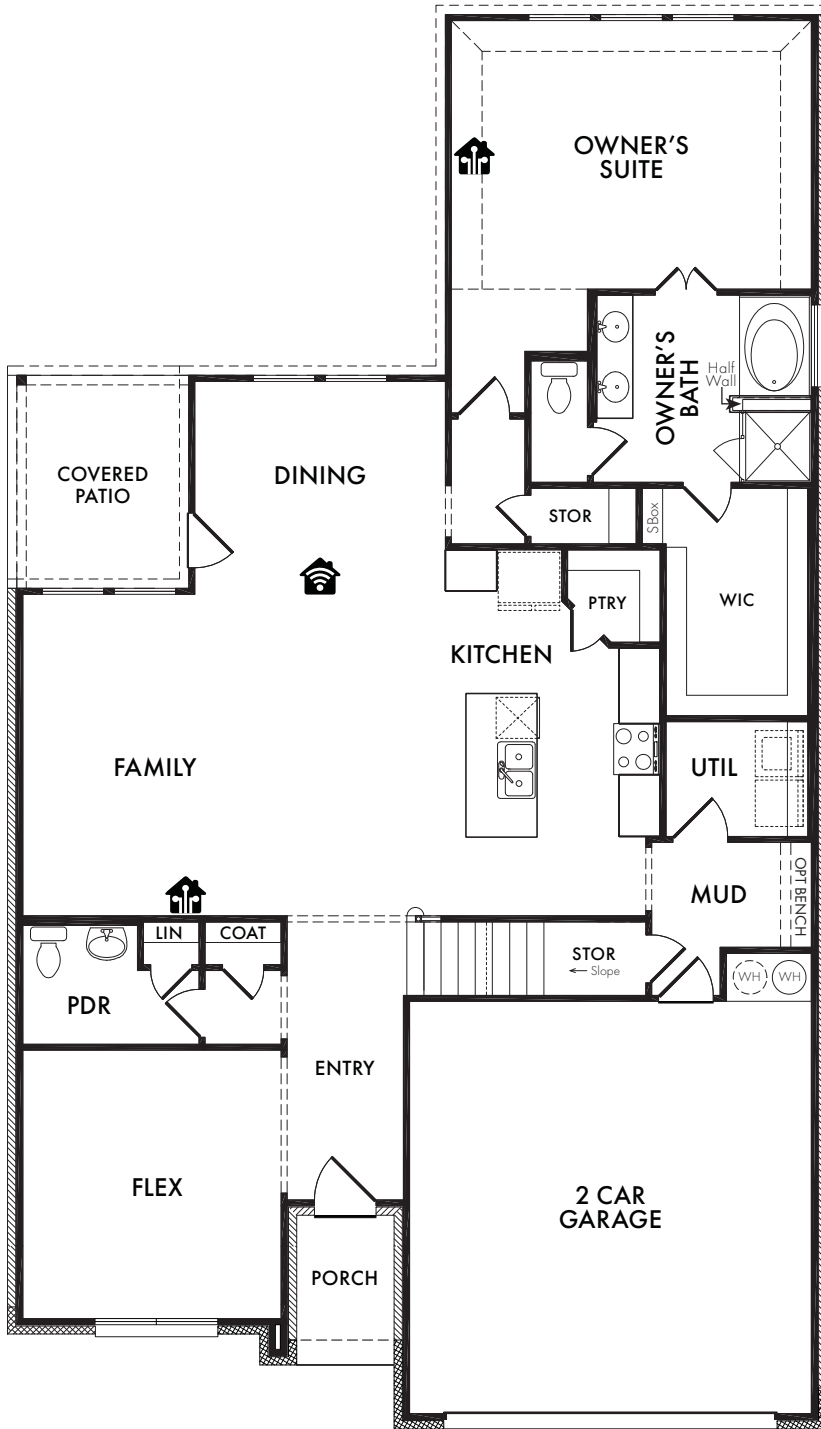 OWNER'S
SUITE
OWNER'S
BATH
Half
Wall
COVERED
PATIO
DINING
STOR
S Box
PTRY
WIC
KITCHEN
FAMILY
UTIL
MUD
OPT BENCH
LIN
COAT
STOR
← Slope
WH
WH
PDR
ENTRY
FLEX
2 CAR
GARAGE
PORCH